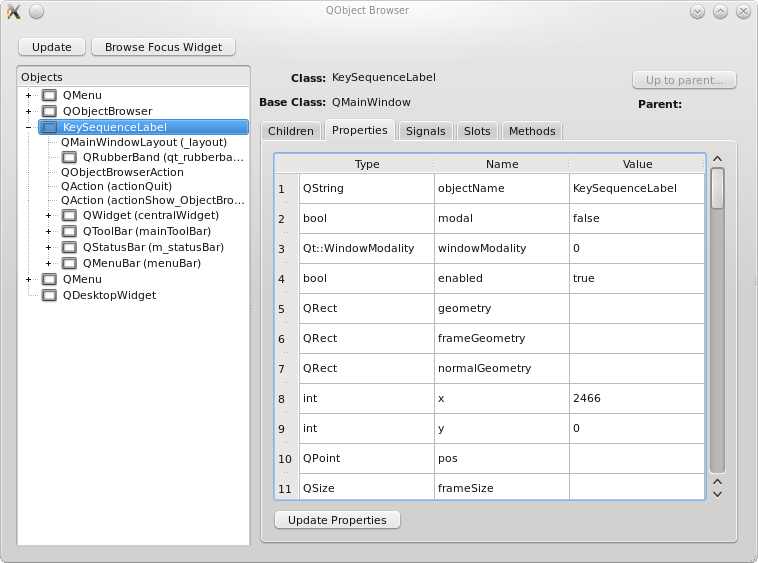 QObject Browser
Update
Browse Focus Widget
Objects
QMenu
QObjectBrowser
KeySequenceLabel
QMainWindowLayout (_layout)
QRubberBand (qt_rubberba...
QObjectBrowserAction
QAction (actionQuit)
QAction (actionShow_ObjectBro...
QWidget (centralWidget)
QToolBar (mainToolBar)
QStatusBar (m_statusBar)
QMenuBar (menuBar)
QMenu
QDesktopWidget
Class: KeySequenceLabel
Up to parent...
Base Class: QMainWindow
Parent:
Children Properties Signals Slots Methods
Type Name Value
1 QString objectName KeySequenceLabel
2 bool modal false
3 Qt::WindowModality windowModality 0
4 bool enabled true
5 QRect geometry
6 QRect frameGeometry
7 QRect normalGeometry
8 int x 2466
9 int y 0
10 QPoint pos
11 QSize frameSize
Update Properties